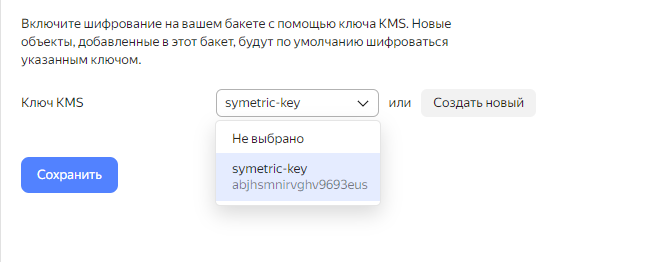 Включите шифрование на вашем бакете с помощью ключа KMS. Новые
объекты, добавленные в этот бакет, будут по умолчанию шифроваться
указанным ключом.
Ключ KMS symetric-key или Создать новый
Не выбрано
symetric-key
abjhsmnirvghv9693eus
Сохранить